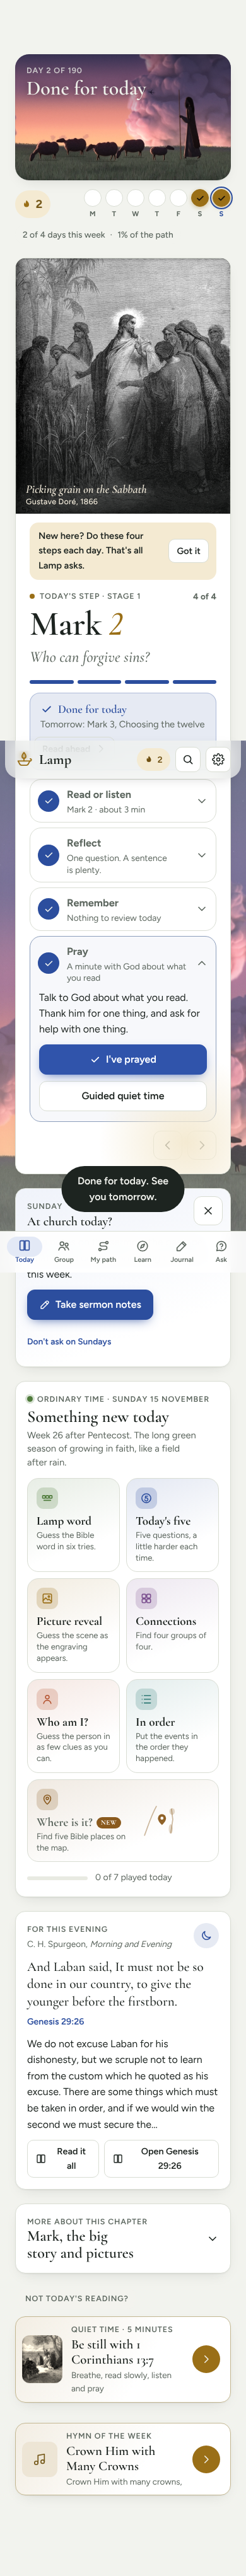 DAY 2 OF 190
Done for today
2
M T W T F S S
2 of 4 days this week · 1% of the path
Picking grain on the Sabbath
Gustave Doré, 1866
New here? Do these four
steps each day. That's all
Lamp asks.
Got it
TODAY'S STEP · STAGE 1
4 of 4
Mark 2
Who can forgive sins?
Done for today
Tomorrow: Mark 3, Choosing the twelve
Lamp
2
Read or listen
Mark 2 · about 3 min
Reflect
One question. A sentence
is plenty.
Remember
Nothing to review today
Pray
A minute with God about what
you read
Talk to God about what you read.
Thank him for one thing, and ask for
help with one thing.
I've prayed
Guided quiet time
Done for today. See
you tomorrow.
SUNDAY
At church today?
Today Group My path Learn Journal Ask
this week.
Take sermon notes
Don't ask on Sundays
ORDINARY TIME · SUNDAY 15 NOVEMBER
Something new today
Week 26 after Pentecost. The long green
season of growing in faith, like a field
after rain.
Lamp word
Guess the Bible
word in six tries.
Today's five
Five questions, a
little harder each
time.
Picture reveal
Guess the scene as
the engraving
appears.
Connections
Find four groups of
four.
Who am I?
Guess the person in
as few clues as you
can.
In order
Put the events in
the order they
happened.
Where is it? NEW
Find five Bible places on
the map.
0 of 7 played today
FOR THIS EVENING
C. H. Spurgeon, Morning and Evening
And Laban said, It must not be so
done in our country, to give the
younger before the firstborn.
Genesis 29:26
We do not excuse Laban for his
dishonesty, but we scruple not to learn
from the custom which he quoted as his
excuse. There are some things which must
be taken in order, and if we would win the
second we must secure the...
Read it
all
Open Genesis
29:26
MORE ABOUT THIS CHAPTER
Mark, the big
story and pictures
NOT TODAY'S READING?
QUIET TIME · 5 MINUTES
Be still with 1
Corinthians 13:7
Breathe, read slowly, listen
and pray
HYMN OF THE WEEK
Crown Him with
Many Crowns
Crown Him with many crowns,